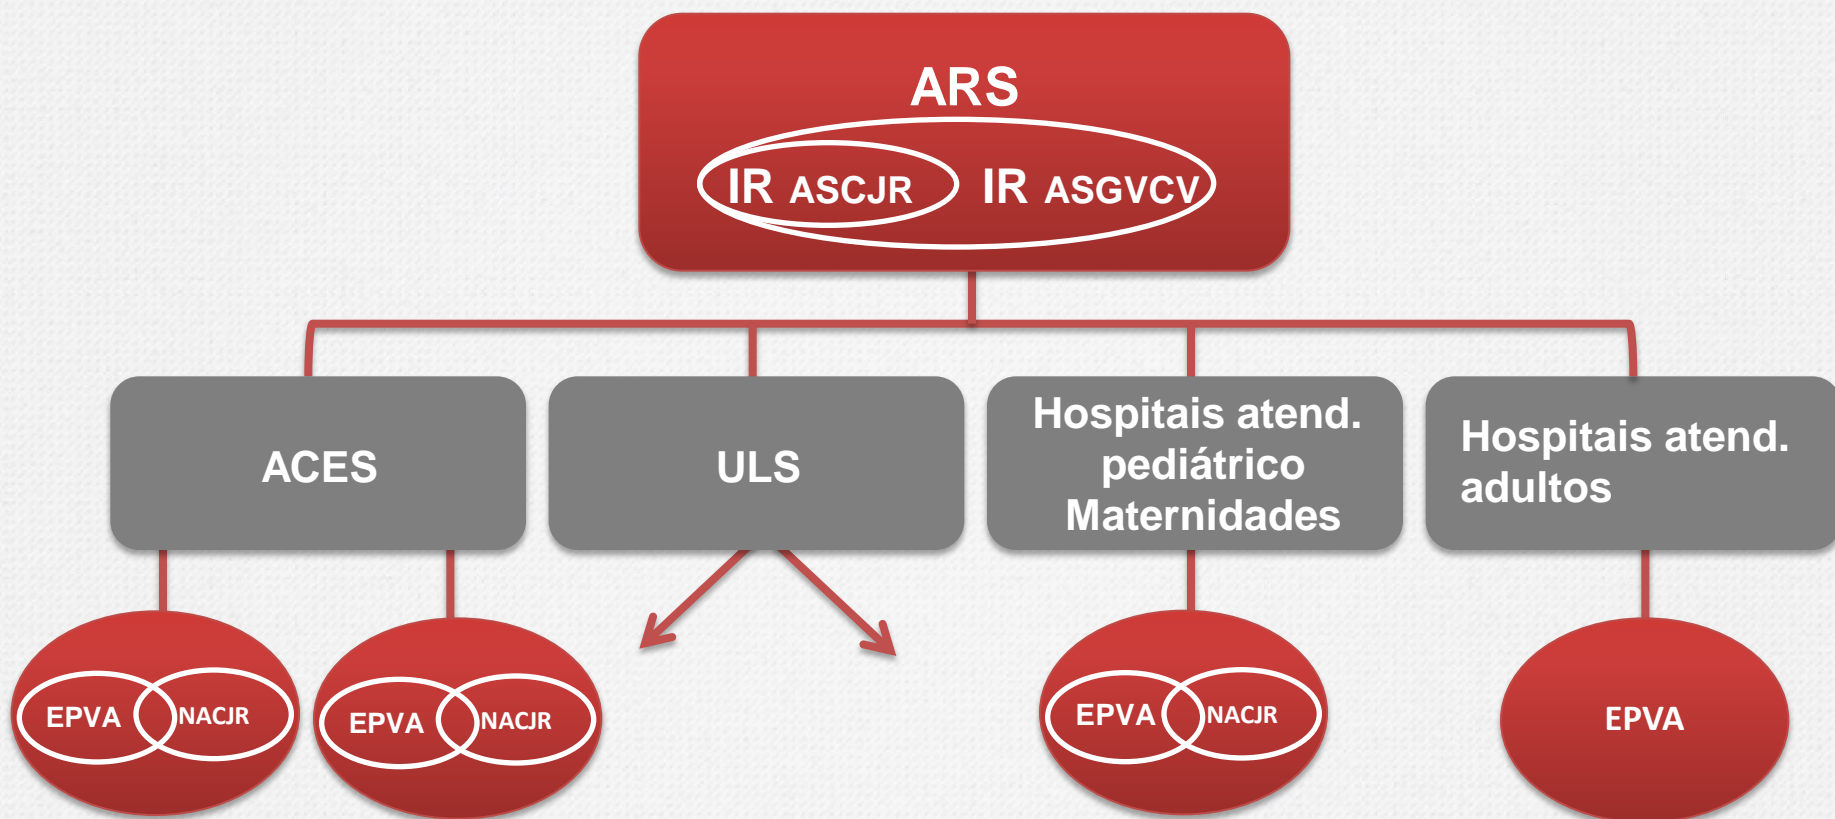 ARS
IR ASCJR IR ASGVCV
ACES
ULS
Hospitais atend.
pediátrico
Maternidades
Hospitais atend.
adultos
EPVA NACJR
EPVA NACJR
EPVA NACJR
EPVA